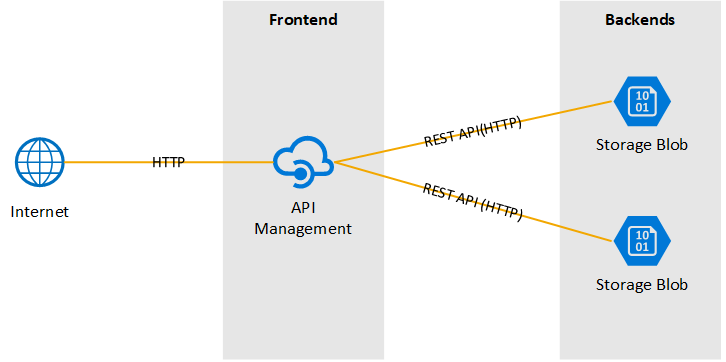 Frontend
Backends
10
01
Storage Blob
REST API(HTTP)
HTTP
REST API (HTTP)
Internet
API
Management
10
01
Storage Blob